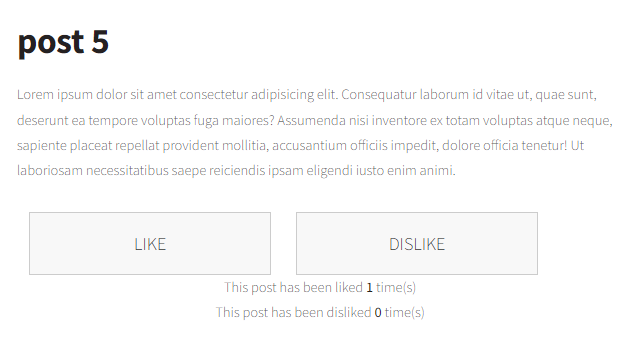 post 5
Lorem ipsum dolor sit amet consectetur adipisicing elit. Consequatur laborum id vitae ut, quae sunt,
deserunt ea tempore voluptas fuga maiores? Assumenda nisi inventore ex totam voluptas atque neque,
sapiente placeat repellat provident mollitia, accusantium officiis impedit, dolore officia tenetur! Ut
laboriosam necessitatibus saepe reiciendis ipsam eligendi iusto enim animi.
LIKE DISLIKE
This post has been liked 1 time(s)
This post has been disliked 0 time(s)